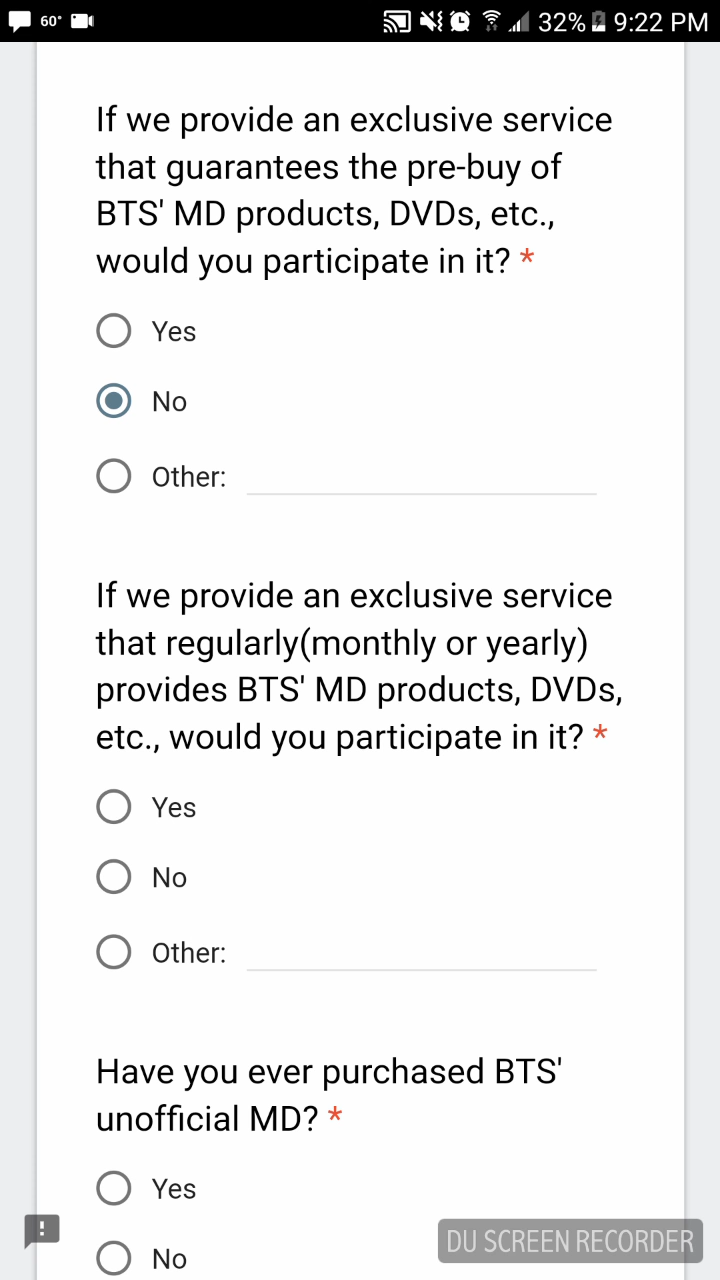 60° 32% 9:22 PM
If we provide an exclusive service
that guarantees the pre-buy of
BTS' MD products, DVDs, etc.,
would you participate in it? *
Yes
No
Other:
If we provide an exclusive service
that regularly(monthly or yearly)
provides BTS' MD products, DVDs,
etc., would you participate in it? *
Yes
No
Other:
Have you ever purchased BTS'
unofficial MD? *
Yes
No
DU SCREEN RECORDER